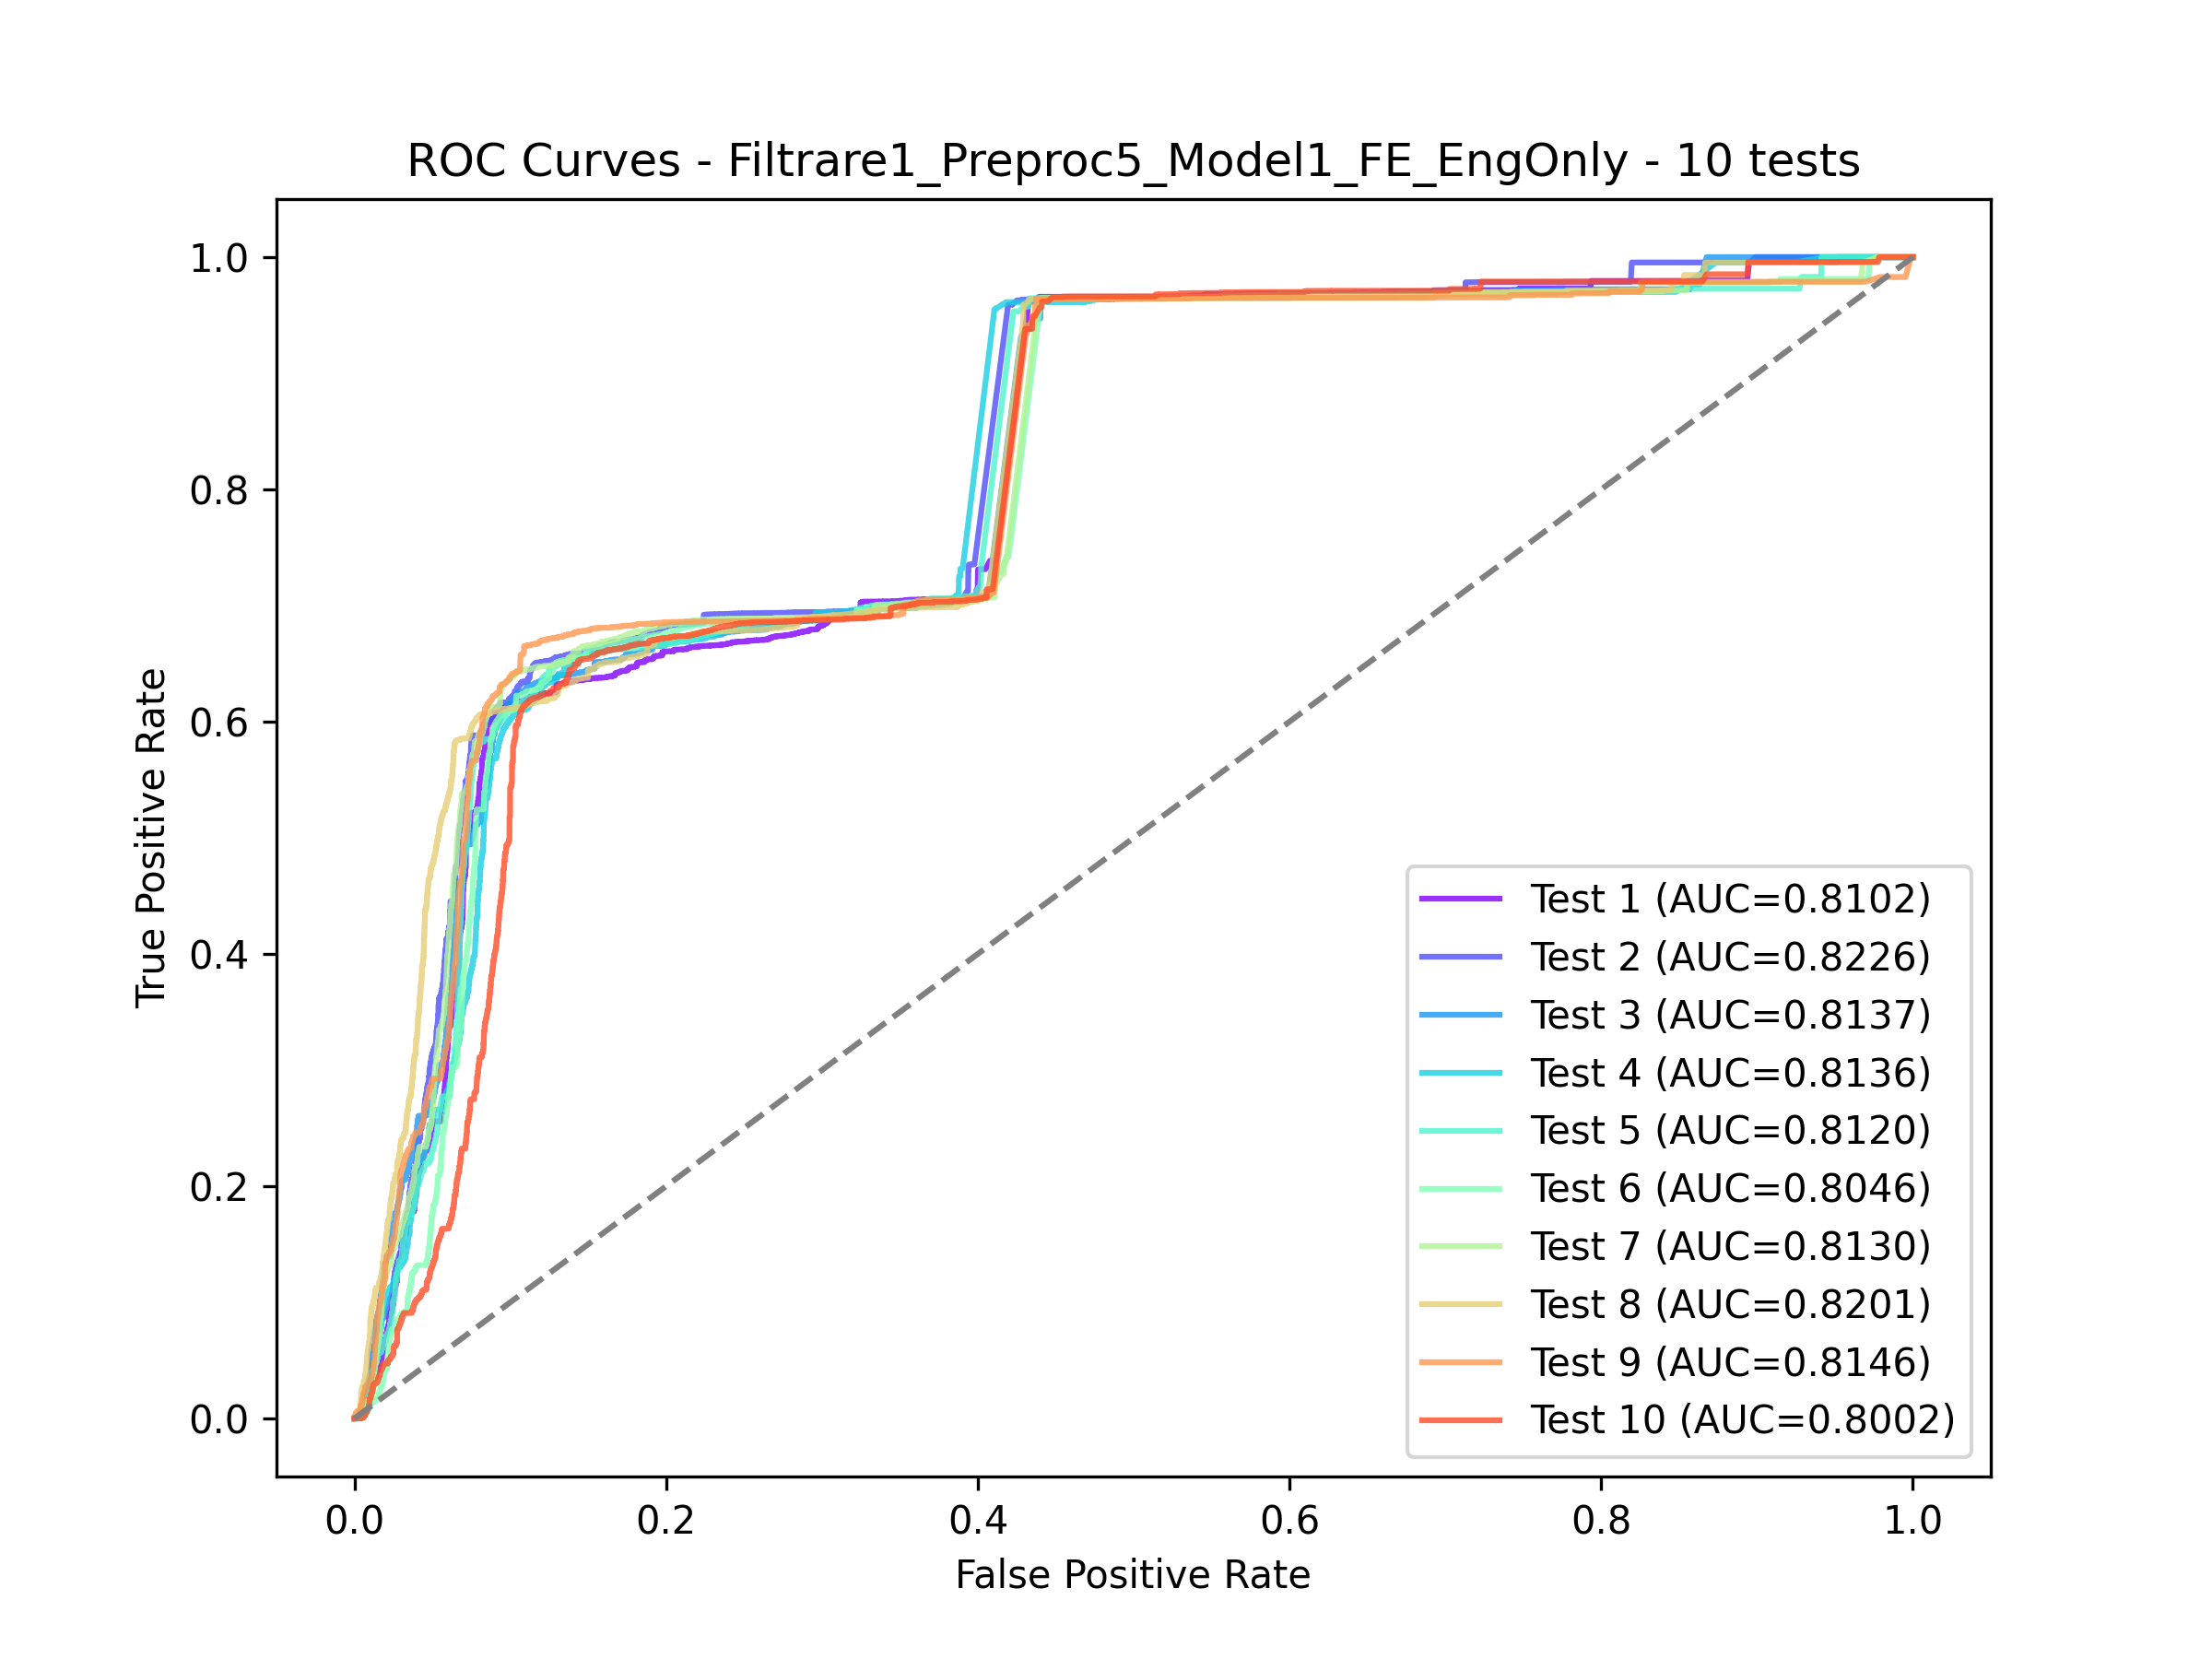 ROC Curves - Filtrare1_Preproc5_Model1_FE_EngOnly - 10 tests
True Positive Rate
1.0
0.8
0.6
0.4
0.2
0.0
Test 1 (AUC=0.8102)
Test 2 (AUC=0.8226)
Test 3 (AUC=0.8137)
Test 4 (AUC=0.8136)
Test 5 (AUC=0.8120)
Test 6 (AUC=0.8046)
Test 7 (AUC=0.8130)
Test 8 (AUC=0.8201)
Test 9 (AUC=0.8146)
Test 10 (AUC=0.8002)
0.0 0.2 0.4 0.6 0.8 1.0
False Positive Rate